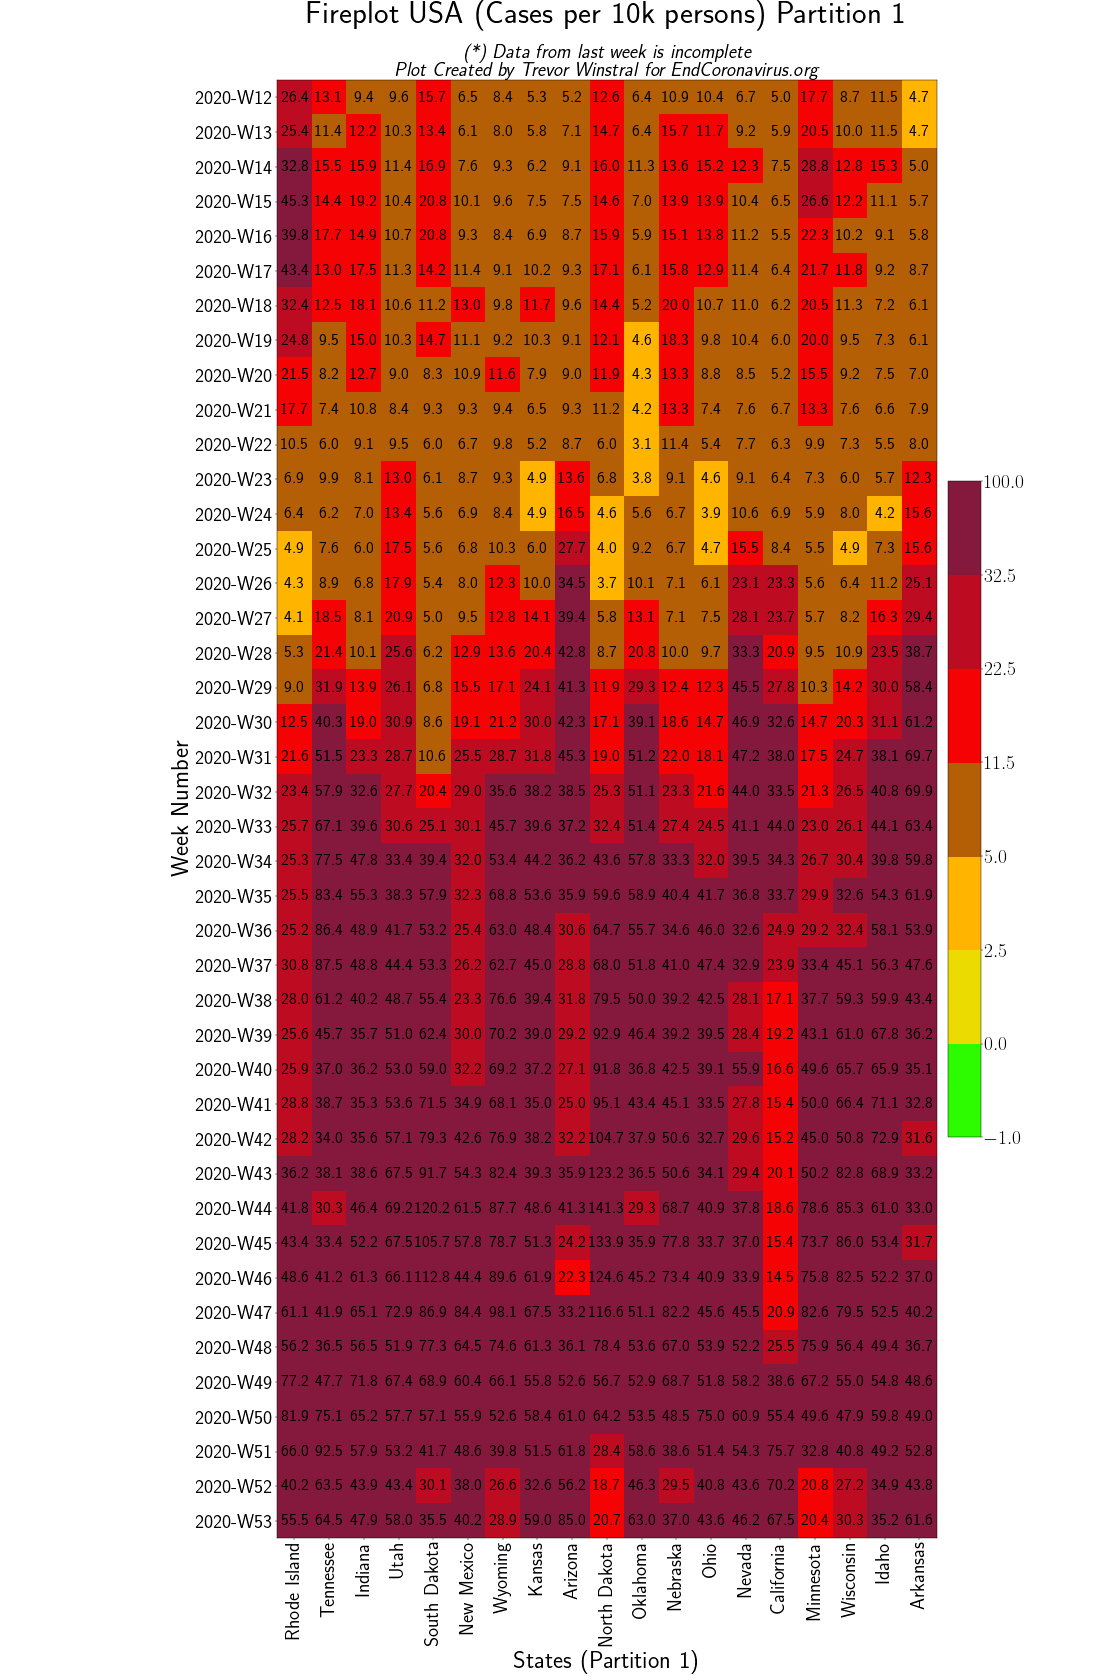 Fireplot USA (Cases per 10k persons) Partition 1
(*) Data from last week is incomplete
Plot Created by Trevor Winstral for EndCoronavirus.org
2020-W12 26.4 13.1 9.4 9.6 15.7 6.5 8.4 5.3 5.2 12.6 6.4 10.9 10.4 6.7 5.0 17.7 8.7 11.5 4.7
2020-W13 25.4 11.4 12.2 10.3 13.4 6.1 8.0 5.8 7.1 14.7 6.4 15.7 11.7 9.2 5.9 20.5 10.0 11.5 4.7
2020-W14 32.8 15.5 15.9 11.4 16.9 7.6 9.3 6.2 9.1 16.0 11.3 13.6 15.2 12.3 7.5 28.8 12.8 15.3 5.0
2020-W15 45.3 14.4 19.2 10.4 20.8 10.1 9.6 7.5 7.5 14.6 7.0 13.9 13.9 10.4 6.5 26.6 12.2 11.1 5.7
2020-W16 39.8 17.7 14.9 10.7 20.8 9.3 8.4 6.9 8.7 15.9 5.9 15.1 13.8 11.2 5.5 22.3 10.2 9.1 5.8
2020-W17 43.4 13.0 17.5 11.3 14.2 11.4 9.1 10.2 9.3 17.1 6.1 15.8 12.9 11.4 6.4 21.7 11.8 9.2 8.7
2020-W18 32.4 12.5 18.1 10.6 11.2 13.0 9.8 11.7 9.6 14.4 5.2 20.0 10.7 11.0 6.2 20.5 11.3 7.2 6.1
2020-W19 24.8 9.5 15.0 10.3 14.7 11.1 9.2 10.3 9.1 12.1 4.6 18.3 9.8 10.4 6.0 20.0 9.5 7.3 6.1
2020-W20 21.5 8.2 12.7 9.0 8.3 10.9 11.6 7.9 9.0 11.9 4.3 13.3 8.8 8.5 5.2 15.5 9.2 7.5 7.0
2020-W21 17.7 7.4 10.8 8.4 9.3 9.3 9.4 6.5 9.3 11.2 4.2 13.3 7.4 7.6 6.7 13.3 7.6 6.6 7.9
2020-W22 10.5 6.0 9.1 9.5 6.0 6.7 9.8 5.2 8.7 6.0 3.1 11.4 5.4 7.7 6.3 9.9 7.3 5.5 8.0
2020-W23 6.9 9.9 8.1 13.0 6.1 8.7 9.3 4.9 13.6 6.8 3.8 9.1 4.6 9.1 6.4 7.3 6.0 5.7 12.3
2020-W24 6.4 6.2 7.0 13.4 5.6 6.9 8.4 4.9 16.5 4.6 5.6 6.7 3.9 10.6 6.9 5.9 8.0 4.2 15.6
2020-W25 4.9 7.6 6.0 17.5 5.6 6.8 10.3 6.0 27.7 4.0 9.2 6.7 4.7 15.5 8.4 5.5 4.9 7.3 15.6
2020-W26 4.3 8.9 6.8 17.9 5.4 8.0 12.3 10.0 34.5 3.7 10.1 7.1 6.1 23.1 23.3 5.6 6.4 11.2 25.1
2020-W27 4.1 18.5 8.1 20.9 5.0 9.5 12.8 14.1 39.4 5.8 13.1 7.1 7.5 28.1 23.7 5.7 8.2 16.3 29.4
2020-W28 5.3 21.4 10.1 25.6 6.2 12.9 13.6 20.4 42.8 8.7 20.8 10.0 9.7 33.3 20.9 9.5 10.9 23.5 38.7
2020-W29 9.0 31.9 13.9 26.1 6.8 15.5 17.1 24.1 41.3 11.9 29.3 12.4 12.3 45.5 27.8 10.3 14.2 30.0 58.4
2020-W30 12.5 40.3 19.0 30.9 8.6 19.1 21.2 30.0 42.3 17.1 39.1 18.6 14.7 46.9 32.6 14.7 20.3 31.1 61.2
2020-W31 21.6 51.5 23.3 28.7 10.6 25.5 28.7 31.8 45.3 19.0 51.2 22.0 18.1 47.2 38.0 17.5 24.7 38.1 69.7
2020-W32 23.4 57.9 32.6 27.7 20.4 29.0 35.6 38.2 38.5 25.3 51.1 23.3 21.6 44.0 33.5 21.3 26.5 40.8 69.9
2020-W33 25.7 67.1 39.6 30.6 25.1 30.1 45.7 39.6 37.2 32.4 51.4 27.4 24.5 41.1 44.0 23.0 26.1 44.1 63.4
2020-W34 25.3 77.5 47.8 33.4 39.4 32.0 53.4 44.2 36.2 43.6 57.8 33.3 32.0 39.5 34.3 26.7 30.4 39.8 59.8
2020-W35 25.5 83.4 55.3 38.3 57.9 32.3 68.8 53.6 35.9 59.6 58.9 40.4 41.7 36.8 33.7 29.9 32.6 54.3 61.9
2020-W36 25.2 86.4 48.9 41.7 53.2 25.4 63.0 48.4 30.6 64.7 55.7 34.6 46.0 32.6 24.9 29.2 32.4 58.1 53.9
2020-W37 30.8 87.5 48.8 44.4 53.3 26.2 62.7 45.0 28.8 68.0 51.8 41.0 47.4 32.9 23.9 33.4 45.1 56.3 47.6
2020-W38 28.0 61.2 40.2 48.7 55.4 23.3 76.6 39.4 31.8 79.5 50.0 39.2 42.5 28.1 17.1 37.7 59.3 59.9 43.4
2020-W39 25.6 45.7 35.7 51.0 62.4 30.0 70.2 39.0 29.2 92.9 46.4 39.2 39.5 28.4 19.2 43.1 61.0 67.8 36.2
2020-W40 25.9 37.0 36.2 53.0 59.0 32.2 69.2 37.2 27.1 91.8 36.8 42.5 39.1 55.9 16.6 49.6 65.7 65.9 35.1
2020-W41 28.8 38.7 35.3 53.6 71.5 34.9 68.1 35.0 25.0 95.1 43.4 45.1 33.5 27.8 15.4 50.0 66.4 71.1 32.8
2020-W42 28.2 34.0 35.6 57.1 79.3 42.6 76.9 38.2 32.2 104.7 37.9 50.6 32.7 29.6 15.2 45.0 50.8 72.9 31.6
2020-W43 36.2 38.1 38.6 67.5 91.7 54.3 82.4 39.3 35.9 123.2 36.5 50.6 34.1 29.4 20.1 50.2 82.8 68.9 33.2
2020-W44 41.8 30.3 46.4 69.2 120.2 61.5 87.7 48.6 41.3 141.3 29.3 68.7 40.9 37.8 18.6 78.6 85.3 61.0 33.0
2020-W45 43.4 33.4 52.2 67.5 105.7 57.8 78.7 51.3 24.2 133.9 35.9 77.8 33.7 37.0 15.4 73.7 86.0 53.4 31.7
2020-W46 48.6 41.2 61.3 66.1 112.8 44.4 89.6 61.9 22.3 124.6 45.2 73.4 40.9 33.9 14.5 75.8 82.5 52.2 37.0
2020-W47 61.1 41.9 65.1 72.9 86.9 84.4 98.1 67.5 33.2 116.6 51.1 82.2 45.6 45.5 20.9 82.6 79.5 52.5 40.2
2020-W48 56.2 36.5 56.5 51.9 77.3 64.5 74.6 61.3 36.1 78.4 53.6 67.0 53.9 52.2 25.5 75.9 56.4 49.4 36.7
2020-W49 77.2 47.7 71.8 67.4 68.9 60.4 66.1 55.8 52.6 56.7 52.9 68.7 51.8 58.2 38.6 67.2 55.0 54.8 48.6
2020-W50 81.9 75.1 65.2 57.7 57.1 55.9 52.6 58.4 61.0 64.2 53.5 48.5 75.0 60.9 55.4 49.6 47.9 59.8 49.0
2020-W51 66.0 92.5 57.9 53.2 41.7 48.6 39.8 51.5 61.8 28.4 58.6 38.6 51.4 54.3 75.7 32.8 40.8 49.2 52.8
2020-W52 40.2 63.5 43.9 43.4 30.1 38.0 26.6 32.6 56.2 18.7 46.3 29.5 40.8 43.6 70.2 20.8 27.2 34.9 43.8
2020-W53 55.5 64.5 47.9 58.0 35.5 40.2 28.9 59.0 85.0 20.7 63.0 37.0 43.6 46.2 67.5 20.4 30.3 35.2 61.6
Week Number
Rhode Island
Tennessee
Indiana
Utah
South Dakota
New Mexico
Wyoming
Kansas
Arizona
North Dakota
Oklahoma
Nebraska
Ohio
Nevada
California
Minnesota
Wisconsin
Idaho
Arkansas
States (Partition 1)
100.0
32.5
22.5
11.5
5.0
2.5
0.0
−1.0